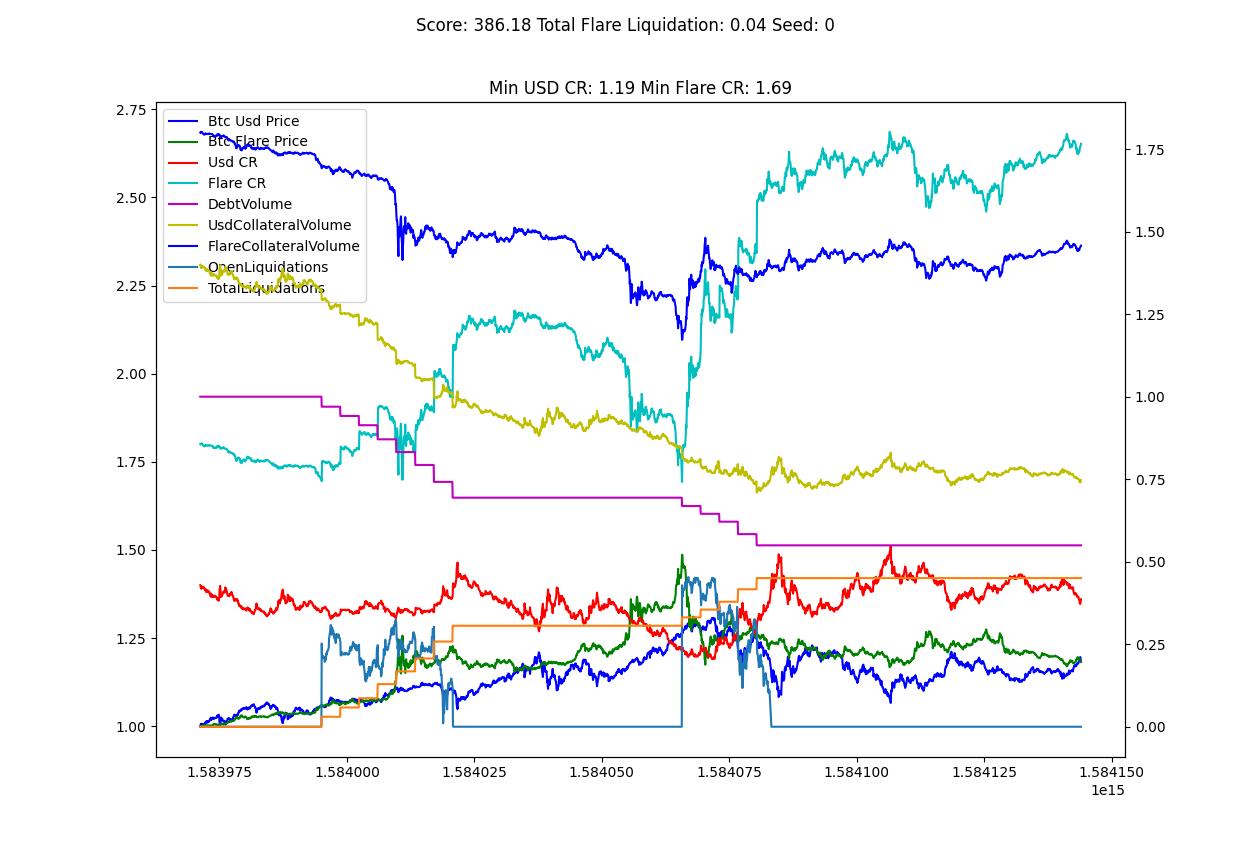 Score: 386.18 Total Flare Liquidation: 0.04 Seed: 0
Min USD CR: 1.19 Min Flare CR: 1.69
Btc Usd Price
Btc Flare Price
Usd CR
Flare CR
DebtVolume
UsdCollateralVolume
FlareCollateralVolume
OpenLiquidations
TotalLiquidations
2.75
2.50
2.25
2.00
1.75
1.50
1.25
1.00
1.75
1.50
1.25
1.00
0.75
0.50
0.25
0.00
1.583975 1.584000 1.584025 1.584050 1.584075 1.584100 1.584125 1.584150
1e15